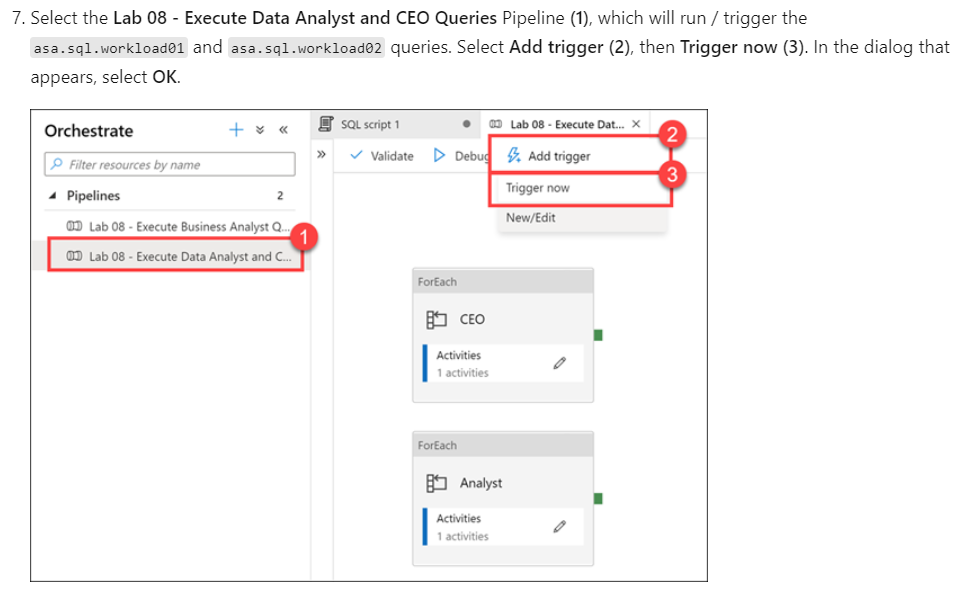 7. Select the Lab 08 - Execute Data Analyst and CEO Queries Pipeline (1), which will run / trigger the
asa.sql.workload01 and asa.sql.workload02 queries. Select Add trigger (2), then Trigger now (3). In the dialog that
appears, select OK.
Orchestrate
SQL script 1
Lab 08 - Execute Dat...
2
Filter resources by name
Validate
Debug
Add trigger
3
Pipelines 2
Trigger now
Lab 08 - Execute Business Analyst Q...
New/Edit
1
Lab 08 - Execute Data Analyst and C...
ForEach
CEO
Activities
1 activities
ForEach
Analyst
Activities
1 activities